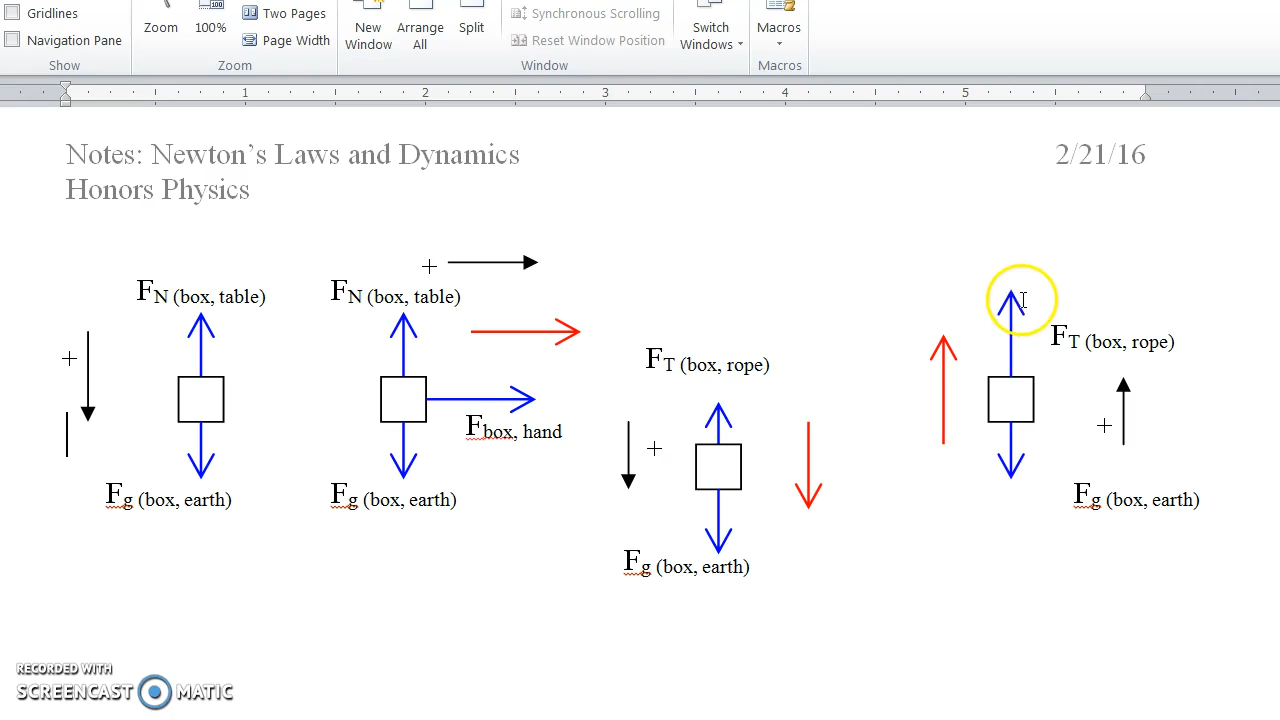 Gridlines
Navigation Pane
Show
Zoom
100%
Two Pages
Page Width
Zoom
New Window
Arrange All
Split
Synchronous Scrolling
Reset Window Position
Window
Switch Windows
Macros
Macros
1 2 3 4 5
Notes: Newton's Laws and Dynamics 2/21/16
Honors Physics
+
FN (box, table) FN (box, table)
+
FT (box, rope)
FT (box, rope)
+
+
Fbox, hand
Fg (box, earth) Fg (box, earth) Fg (box, earth)
Fg (box, earth)
RECORDED WITH
SCREENCAST MATIC